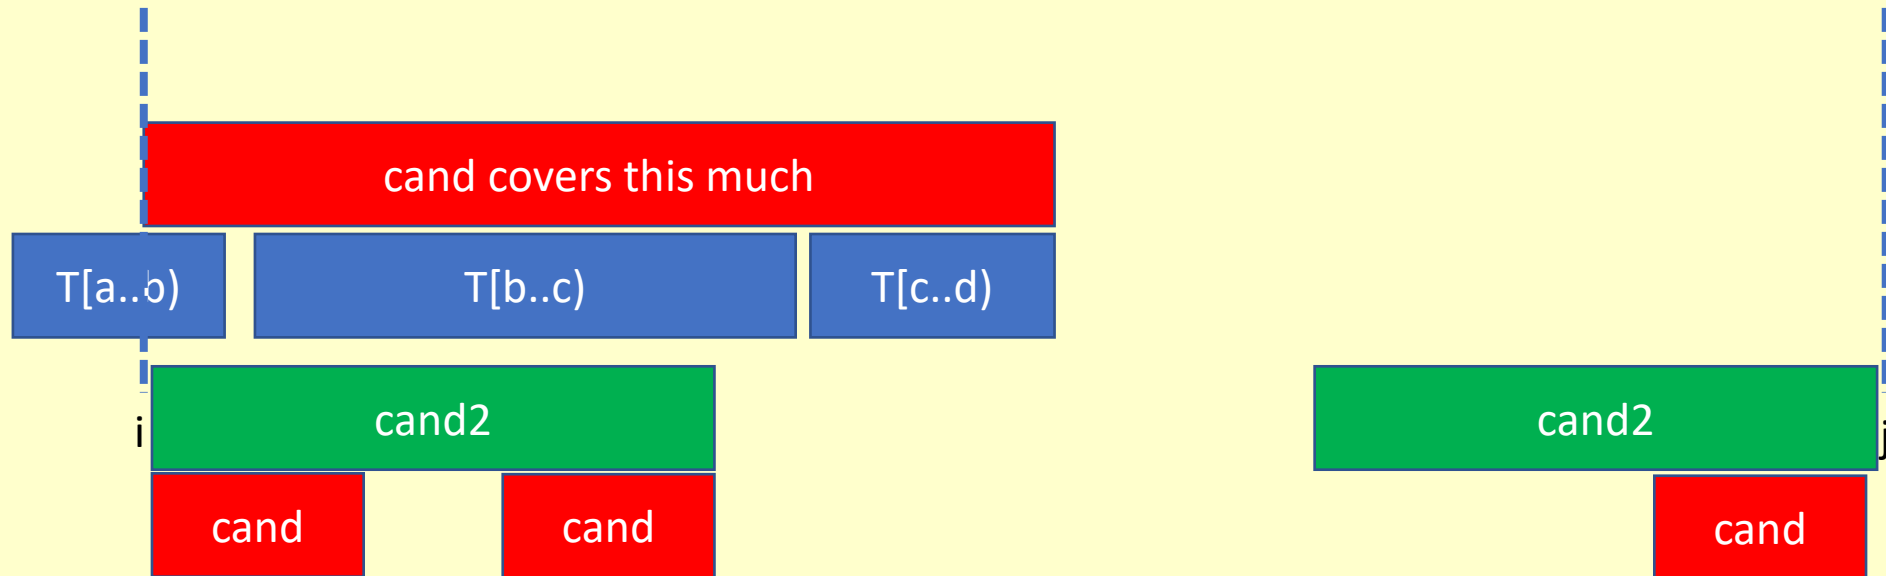 cand covers this much
T[a..b) T[b..c) T[c..d)
i cand2 cand2 j
cand cand cand